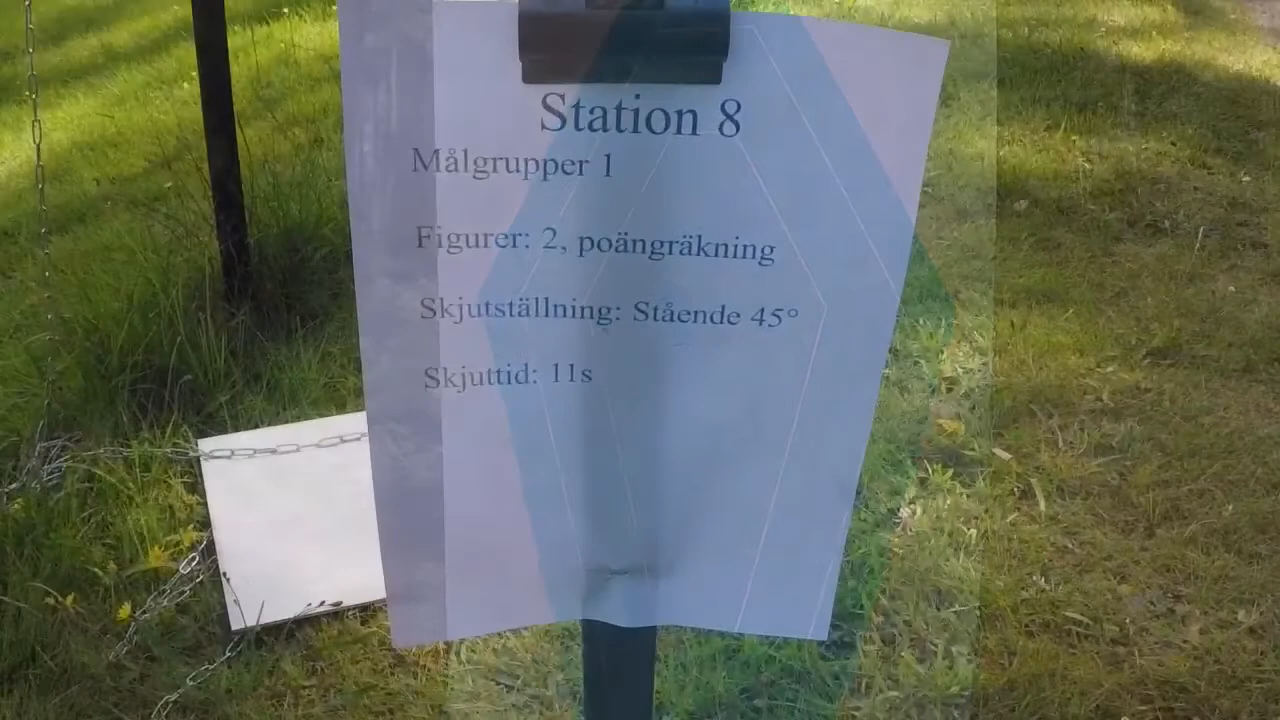 Station 8
Målgrupper 1
Figurer: 2, poängräkning
Skjutställning: Stående 45°
Skjuttid: 11s